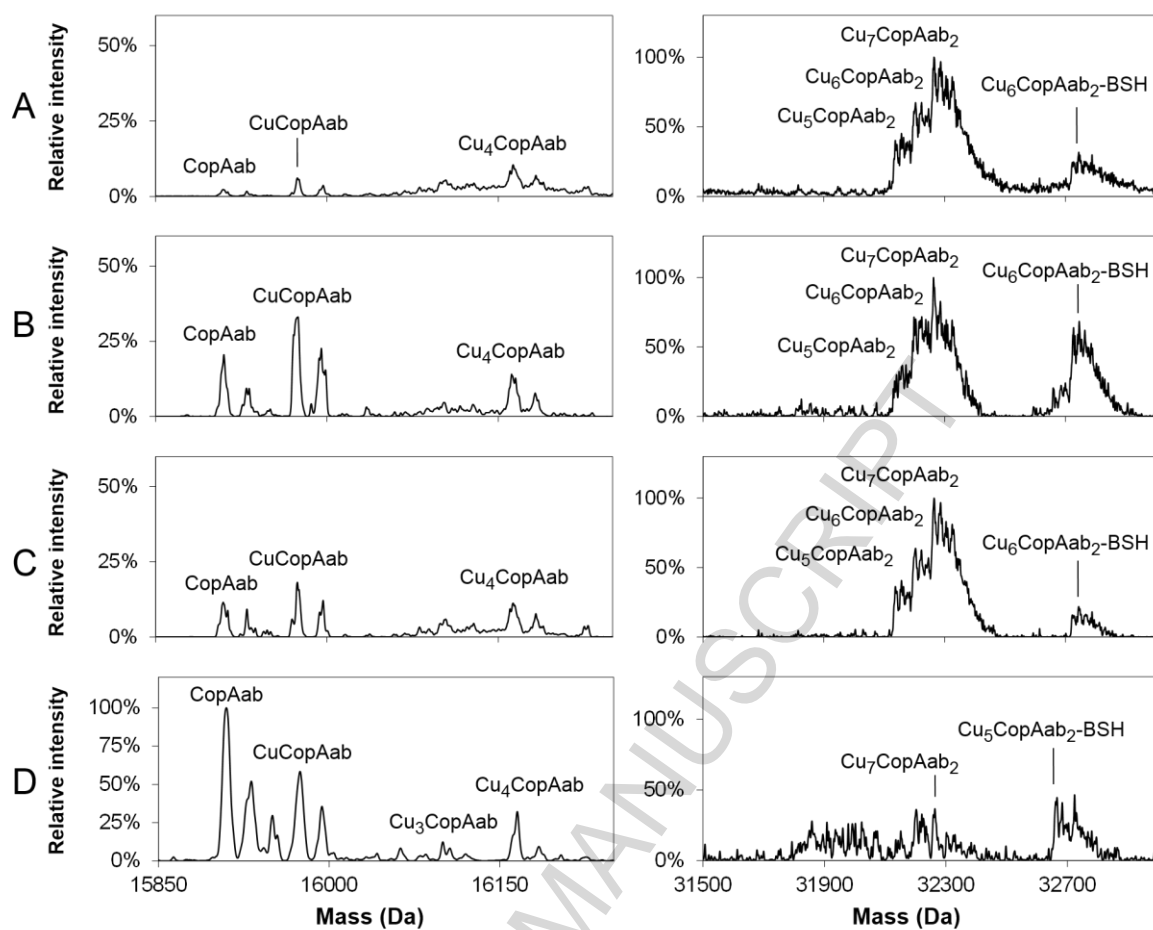 A
Relative intensity
50%
25%
0%
CopAab
CuCopAab
Cu₄CopAab
100%
50%
0%
Cu₇CopAab₂
Cu₆CopAab₂
Cu₅CopAab₂
Cu₆CopAab₂-BSH
B
Relative intensity
50%
25%
0%
CopAab
CuCopAab
Cu₄CopAab
100%
50%
0%
Cu₇CopAab₂
Cu₆CopAab₂
Cu₅CopAab₂
Cu₆CopAab₂-BSH
C
Relative intensity
50%
25%
0%
CopAab
CuCopAab
Cu₄CopAab
100%
50%
0%
Cu₇CopAab₂
Cu₆CopAab₂
Cu₅CopAab₂
Cu₆CopAab₂-BSH
D
Relative intensity
100%
75%
50%
25%
0%
CopAab
CuCopAab
Cu₃CopAab
Cu₄CopAab
15850 16000 16150
Mass (Da)
100%
50%
0%
Cu₇CopAab₂
Cu₅CopAab₂-BSH
31500 31900 32300 32700
Mass (Da)
MANUSCRIPT